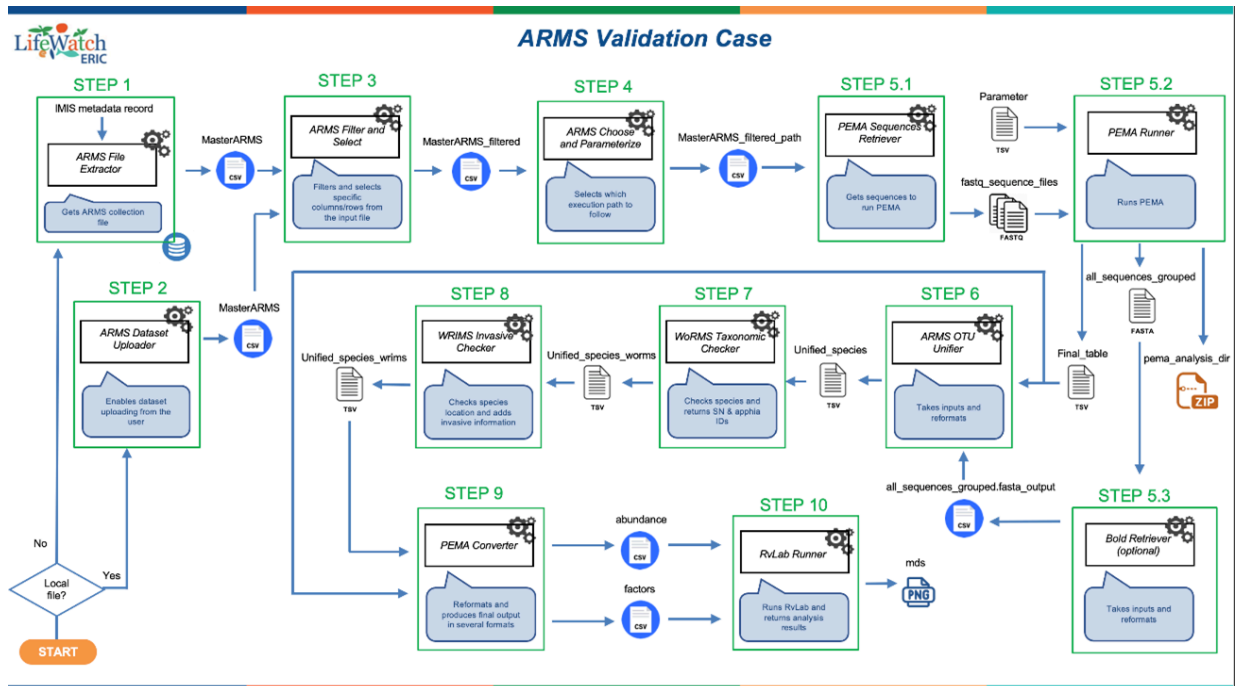 LifeWatch
ERIC
ARMS Validation Case
STEP 1
IMIS metadata record
ARMS File
Extractor
Gets ARMS collection
file
MasterARMS
CSV
STEP 3
ARMS Filter and
Select
Filters and selects
specific
columns/rows from
the input file
MasterARMS_filtered
CSV
STEP 4
ARMS Choose
and Parameterize
Selects which
execution path to
follow
MasterARMS_filtered_path
CSV
STEP 5.1
PEMA Sequences
Retriever
Gets sequences to
run PEMA
Parameter
TSV
fastq_sequence_files
FASTQ
STEP 5.2
PEMA Runner
Runs PEMA
STEP 2
ARMS Dataset
Uploader
Enables dataset
uploading from the
user
MasterARMS
CSV
all_sequences_grouped
FASTA
Final_table
TSV
pema_analysis_dir
ZIP
STEP 6
ARMS OTU
Unifier
Takes inputs and
reformats
Unified_species
TSV
STEP 7
WoRMS Taxonomic
Checker
Checks species and
returns SN & apphia
IDs
Unified_species_worms
TSV
STEP 8
WRIMS Invasive
Checker
Checks species
location and adds
invasive information
Unified_species_wrims
TSV
STEP 5.3
Bold Retriever
(optional)
Takes inputs and
reformats
all_sequences_grouped.fasta_output
CSV
STEP 9
PEMA Converter
Reformats and
produces final output
in several formats
abundance
CSV
factors
CSV
STEP 10
RvLab Runner
Runs RvLab and
returns analysis
results
mds
PNG
No
Yes
Local
file?
START